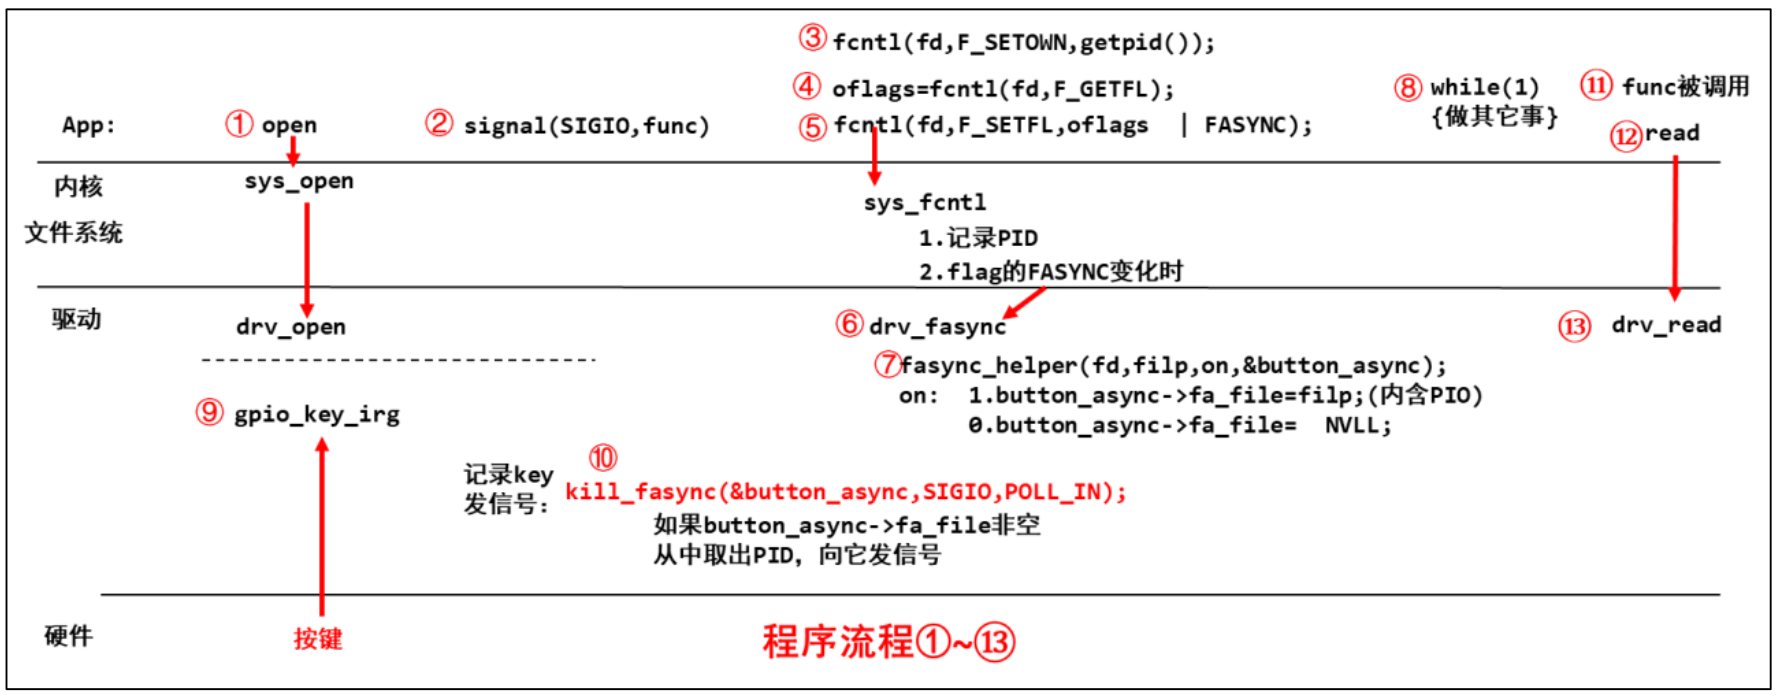 ③ fcntl(fd,F_SETOWN,getpid());
④ oflags=fcntl(fd,F_GETFL);
⑧ while(1)
⑪ func被调用
App:
① open
② signal(SIGIO,func)
⑤ fcntl(fd,F_SETFL,oflags | FASYNC);
{做其它事}
⑫ read
内核
sys_open
sys_fcntl
文件系统
1.记录PID
2.flag的FASYNC变化时
驱动
drv_open
⑥ drv_fasync
⑬ drv_read
⑦ fasync_helper(fd,filp,on,&button_async);
on: 1.button_async->fa_file=filp;(内含PIO)
0.button_async->fa_file= NVLL;
⑨ gpio_key_irg
⑩
记录key
发信号:
kill_fasync(&button_async,SIGIO,POLL_IN);
如果button_async->fa_file非空
从中取出PID，向它发信号
硬件
按键
程序流程①~⑬